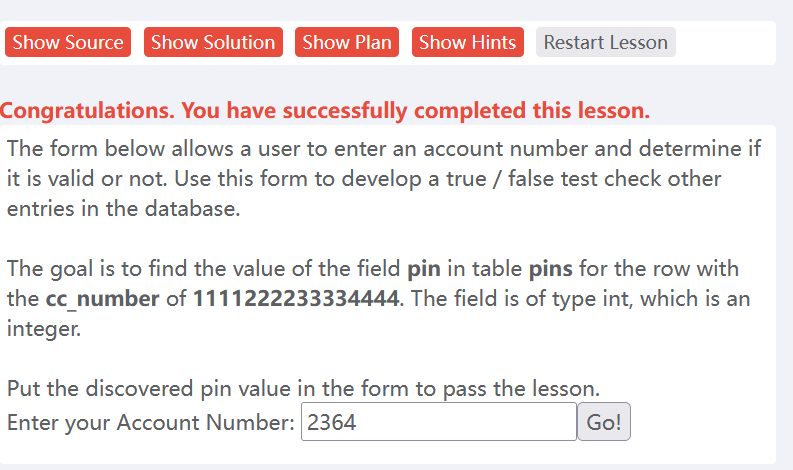 Show Source Show Solution Show Plan Show Hints Restart Lesson
Congratulations. You have successfully completed this lesson.
The form below allows a user to enter an account number and determine if
it is valid or not. Use this form to develop a true / false test check other
entries in the database.
The goal is to find the value of the field pin in table pins for the row with
the cc_number of 1111222233334444. The field is of type int, which is an
integer.
Put the discovered pin value in the form to pass the lesson.
Enter your Account Number: 2364 Go!